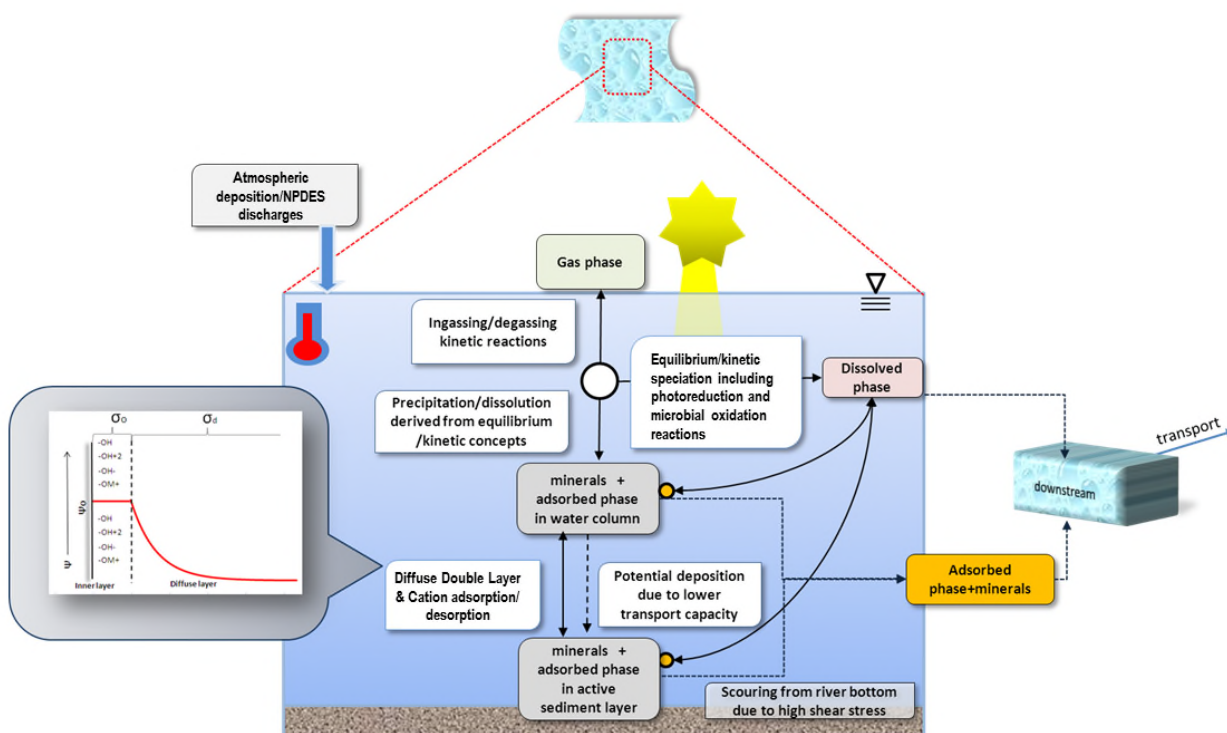 Atmospheric
deposition/NPDES
discharges
Gas phase
Ingassing/degassing
kinetic reactions
Equilibrium/kinetic
speciation including
photoreduction and
microbial oxidation
reactions
Dissolved
phase
Precipitation/dissolution
derived from equilibrium
/kinetic concepts
transport
downstream
minerals +
adsorbed phase
in water column
σO σd
-OH
-OH+2
-OH-
-OM+
ΨO
-OH
-OH+2
-OH-
-OM+
Ψ
Inner layer Diffuse layer
Diffuse Double Layer
& Cation adsorption/
desorption
Potential deposition
due to lower
transport capacity
Adsorbed
phase+minerals
minerals +
adsorbed phase
in active
sediment layer
Scouring from river bottom
due to high shear stress